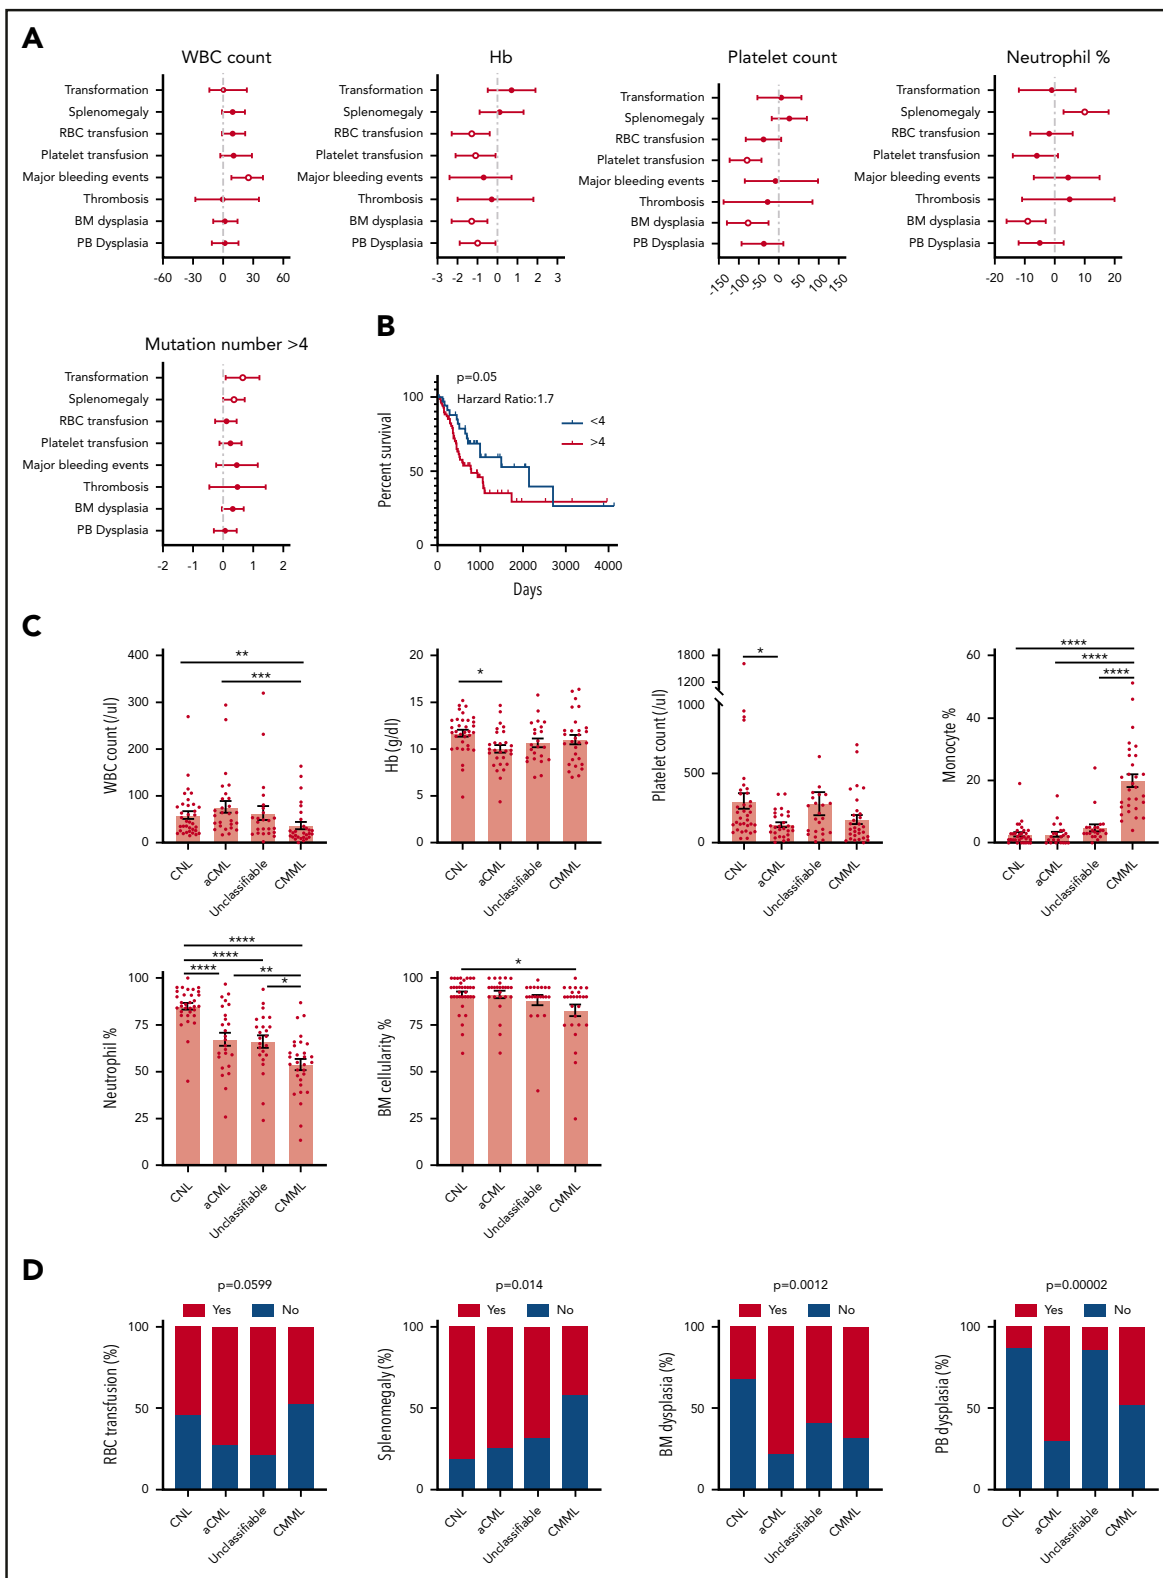 A
WBC count
Transformation
Splenomegaly
RBC transfusion
Platelet transfusion
Major bleeding events
Thrombosis
BM dysplasia
PB Dysplasia
-60 -30 0 30 60
Hb
Transformation
Splenomegaly
RBC transfusion
Platelet transfusion
Major bleeding events
Thrombosis
BM dysplasia
PB Dysplasia
-3 -2 -1 0 1 2 3
Platelet count
Transformation
Splenomegaly
RBC transfusion
Platelet transfusion
Major bleeding events
Thrombosis
BM dysplasia
PB Dysplasia
-150 -100 -50 0 50 100 150
Neutrophil %
Transformation
Splenomegaly
RBC transfusion
Platelet transfusion
Major bleeding events
Thrombosis
BM dysplasia
PB Dysplasia
-20 -10 0 10 20
Mutation number >4
Transformation
Splenomegaly
RBC transfusion
Platelet transfusion
Major bleeding events
Thrombosis
BM dysplasia
PB Dysplasia
-2 -1 0 1 2
B
p=0.05
Harzard Ratio:1.7
<4
>4
Percent survival
100
50
0
0 1000 2000 3000 4000
Days
C
WBC count (/ul)
400
300
200
100
0
**
***
CNL aCML Unclassifiable CMML
Hb (g/dl)
20
15
10
5
0
*
CNL aCML Unclassifiable CMML
Platelet count (/ul)
1800
1200
1000
500
0
*
CNL aCML Unclassifiable CMML
Monocyte %
60
40
20
0
****
****
****
CNL aCML Unclassifiable CMML
Neutrophil %
100
75
50
25
0
****
****
**** **
*
CNL aCML Unclassifiable CMML
BM cellularity %
100
75
50
25
0
*
CNL aCML Unclassifiable CMML
D
p=0.0599
Yes No
RBC transfusion (%)
100
50
0
CNL aCML Unclassifiable CMML
p=0.014
Yes No
Splenomegaly (%)
100
50
0
CNL aCML Unclassifiable CMML
p=0.0012
Yes No
BM dysplasia (%)
100
50
0
CNL aCML Unclassifiable CMML
p=0.00002
Yes No
PB dysplasia (%)
100
50
0
CNL aCML Unclassifiable CMML